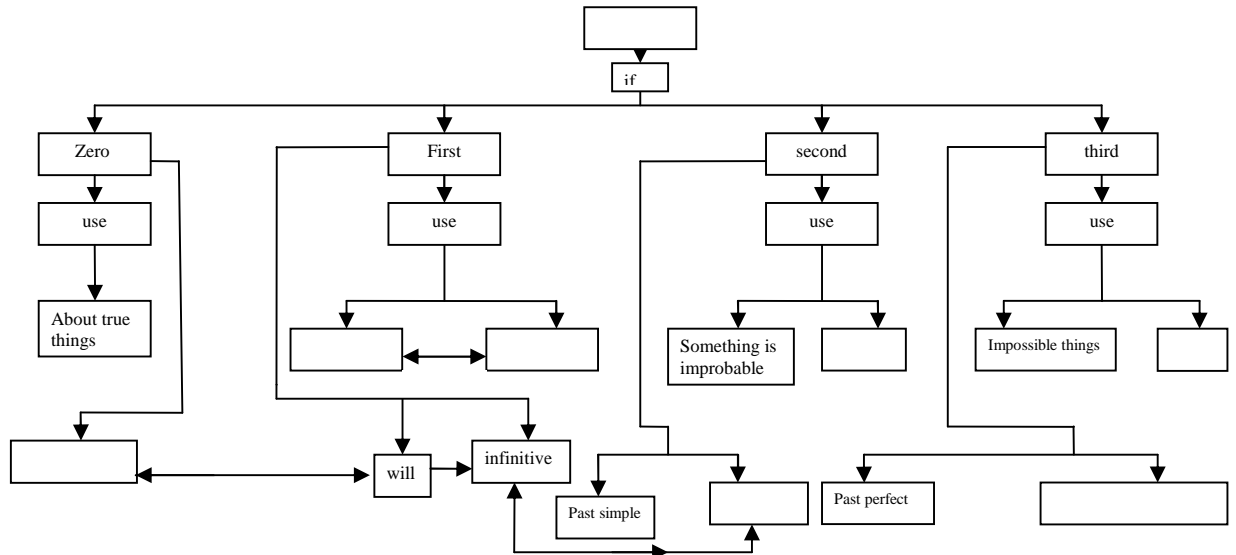 if
Zero
First
second
third
use
use
use
use
About true
things
Something is
improbable
Impossible things
will
infinitive
Past simple
Past perfect